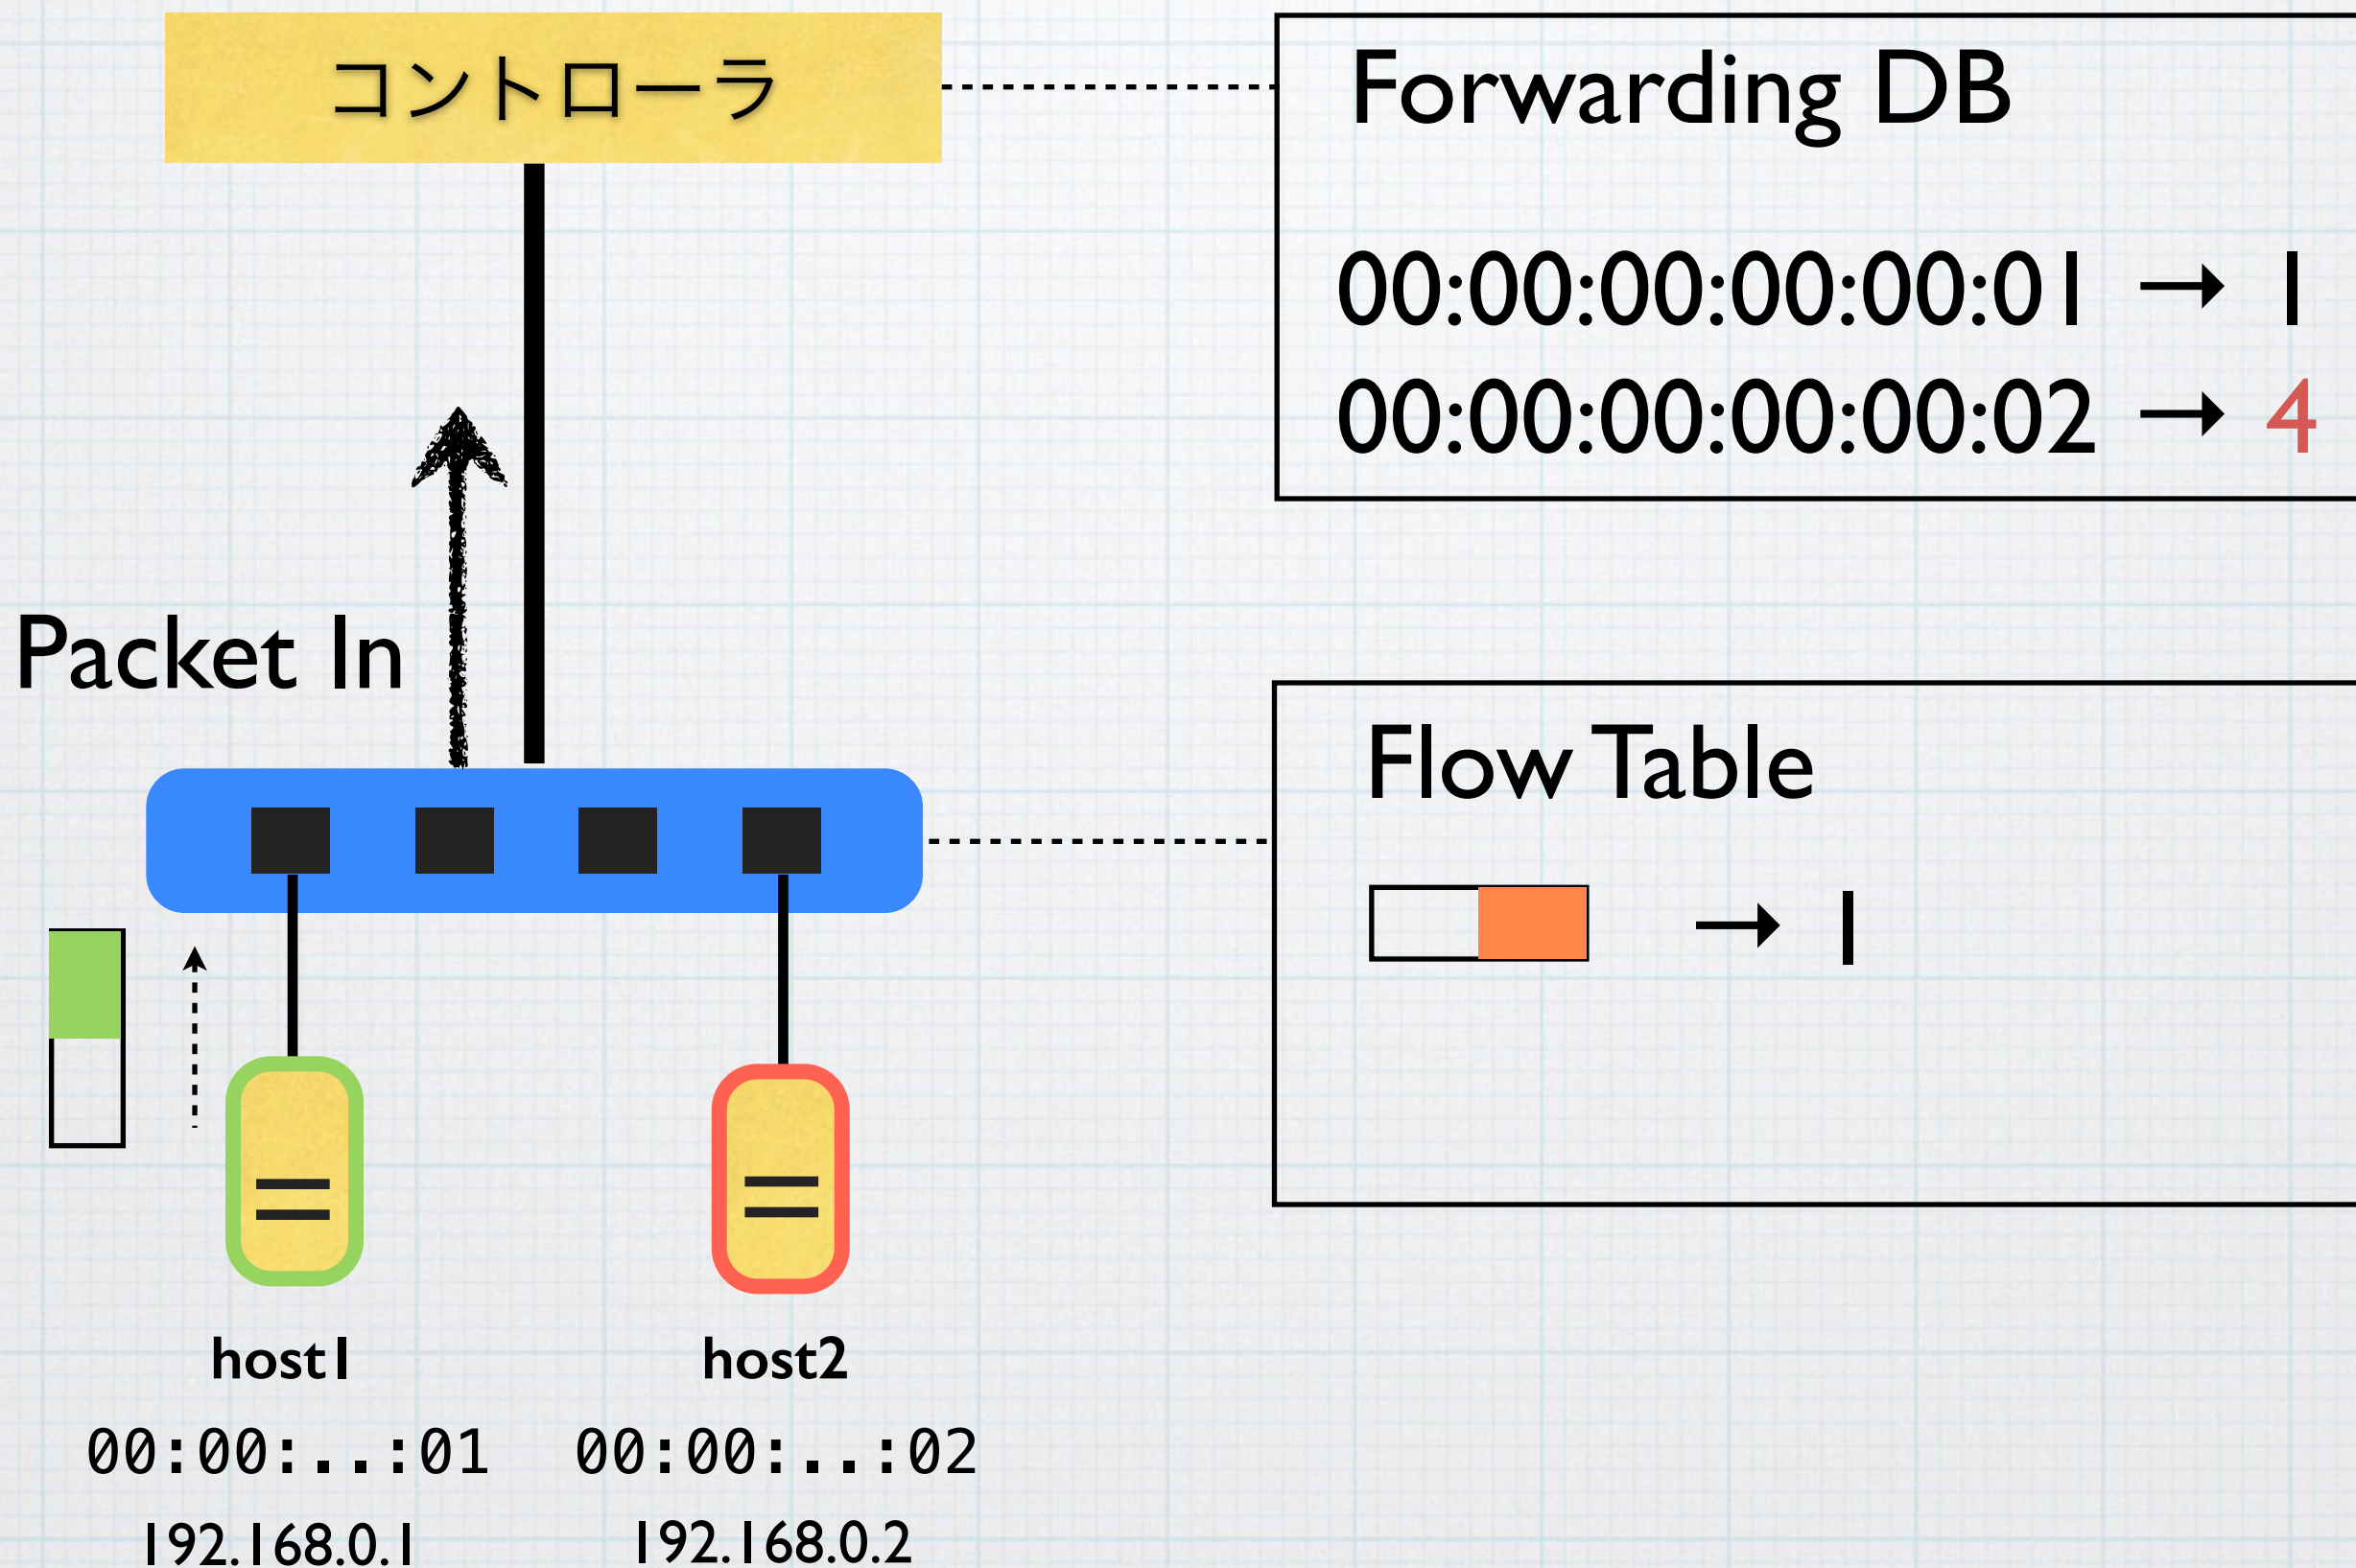 コントローラ
Forwarding DB
00:00:00:00:00:01 → 1
00:00:00:00:00:02 → 4
Packet In
Flow Table
→ 1
host1
host2
00:00:..:01
00:00:..:02
192.168.0.1
192.168.0.2